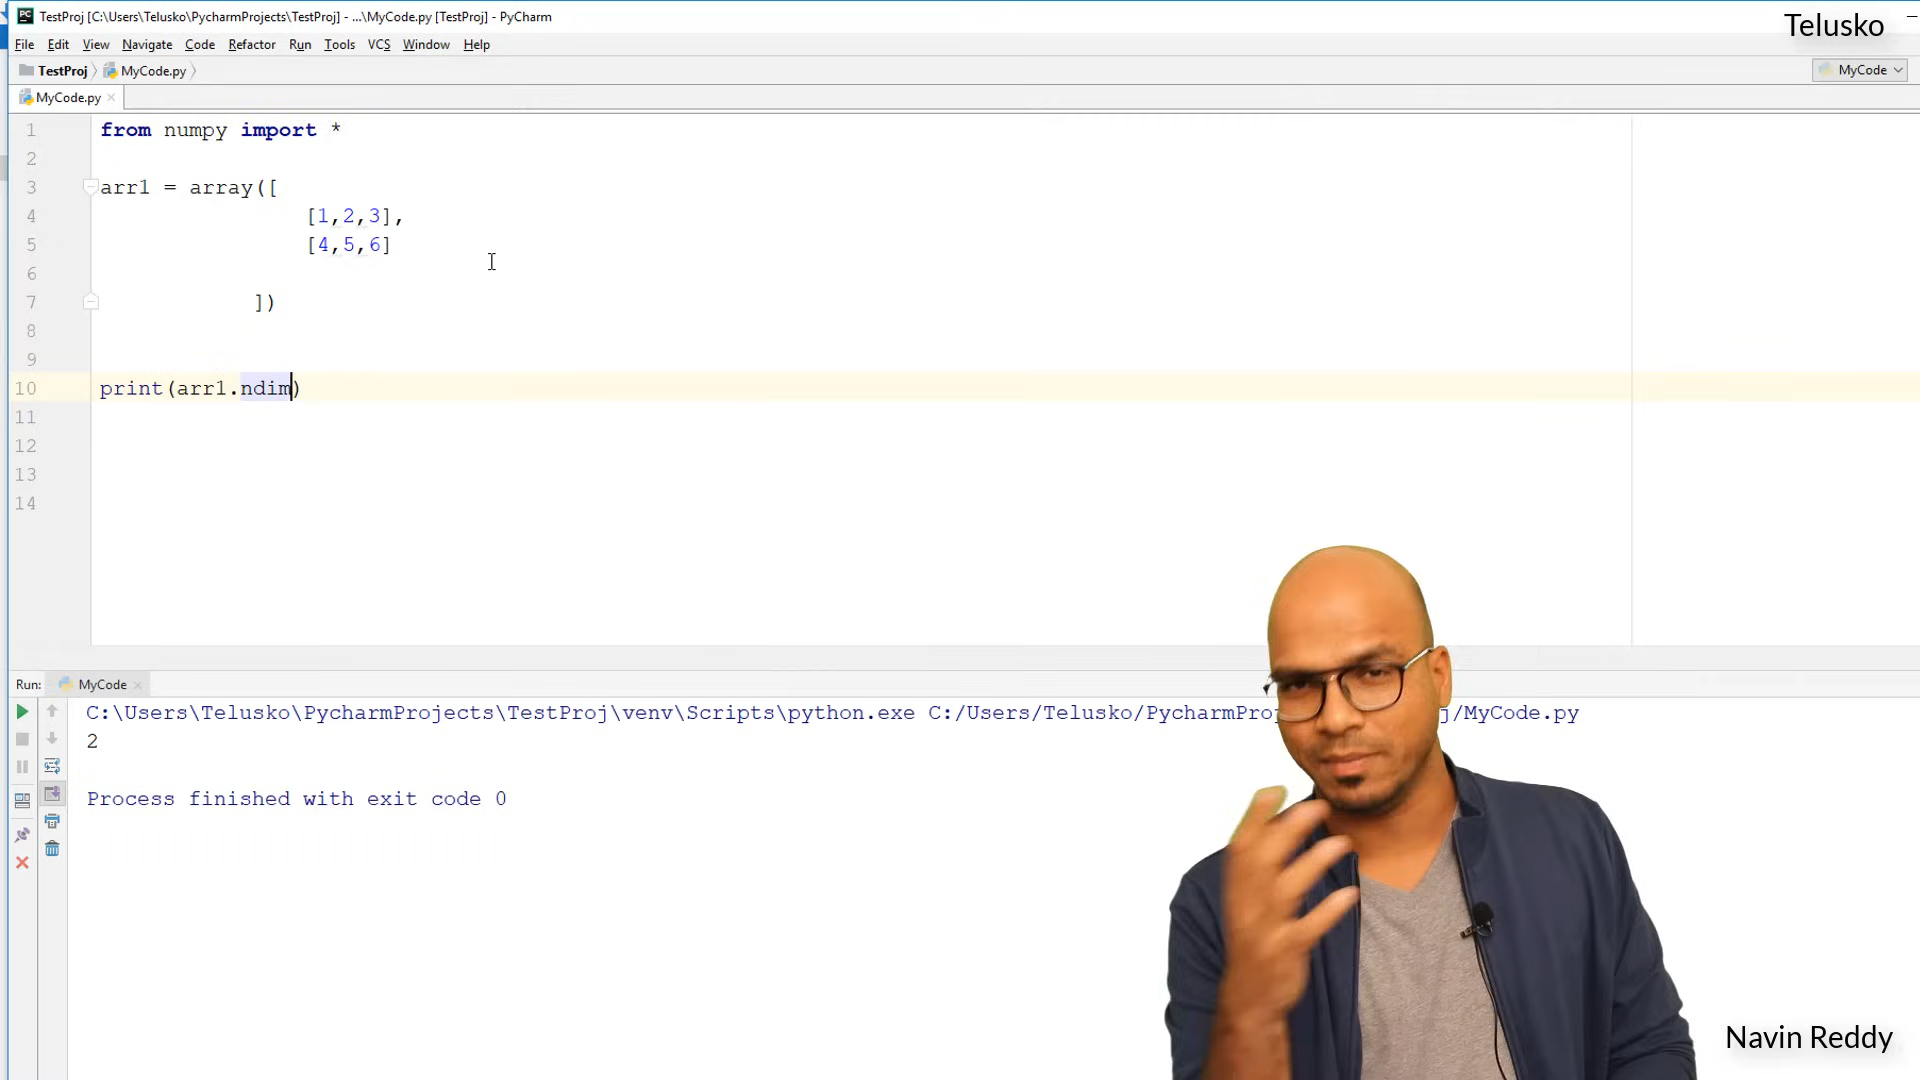 TestProj [C:\Users\Telusko\PycharmProjects\TestProj] - ...\MyCode.py [TestProj] - PyCharm
Telusko
File Edit View Navigate Code Refactor Run Tools VCS Window Help
TestProj MyCode.py
MyCode
MyCode.py
1 from numpy import *
2
3 arr1 = array([
4 [1,2,3],
5 [4,5,6]
6
7 ])
8
9
10 print(arr1.ndim)
11
12
13
14
Run: MyCode
C:\Users\Telusko\PycharmProjects\TestProj\venv\Scripts\python.exe C:/Users/Telusko/PycharmPro j/MyCode.py
2
Process finished with exit code 0
Navin Reddy